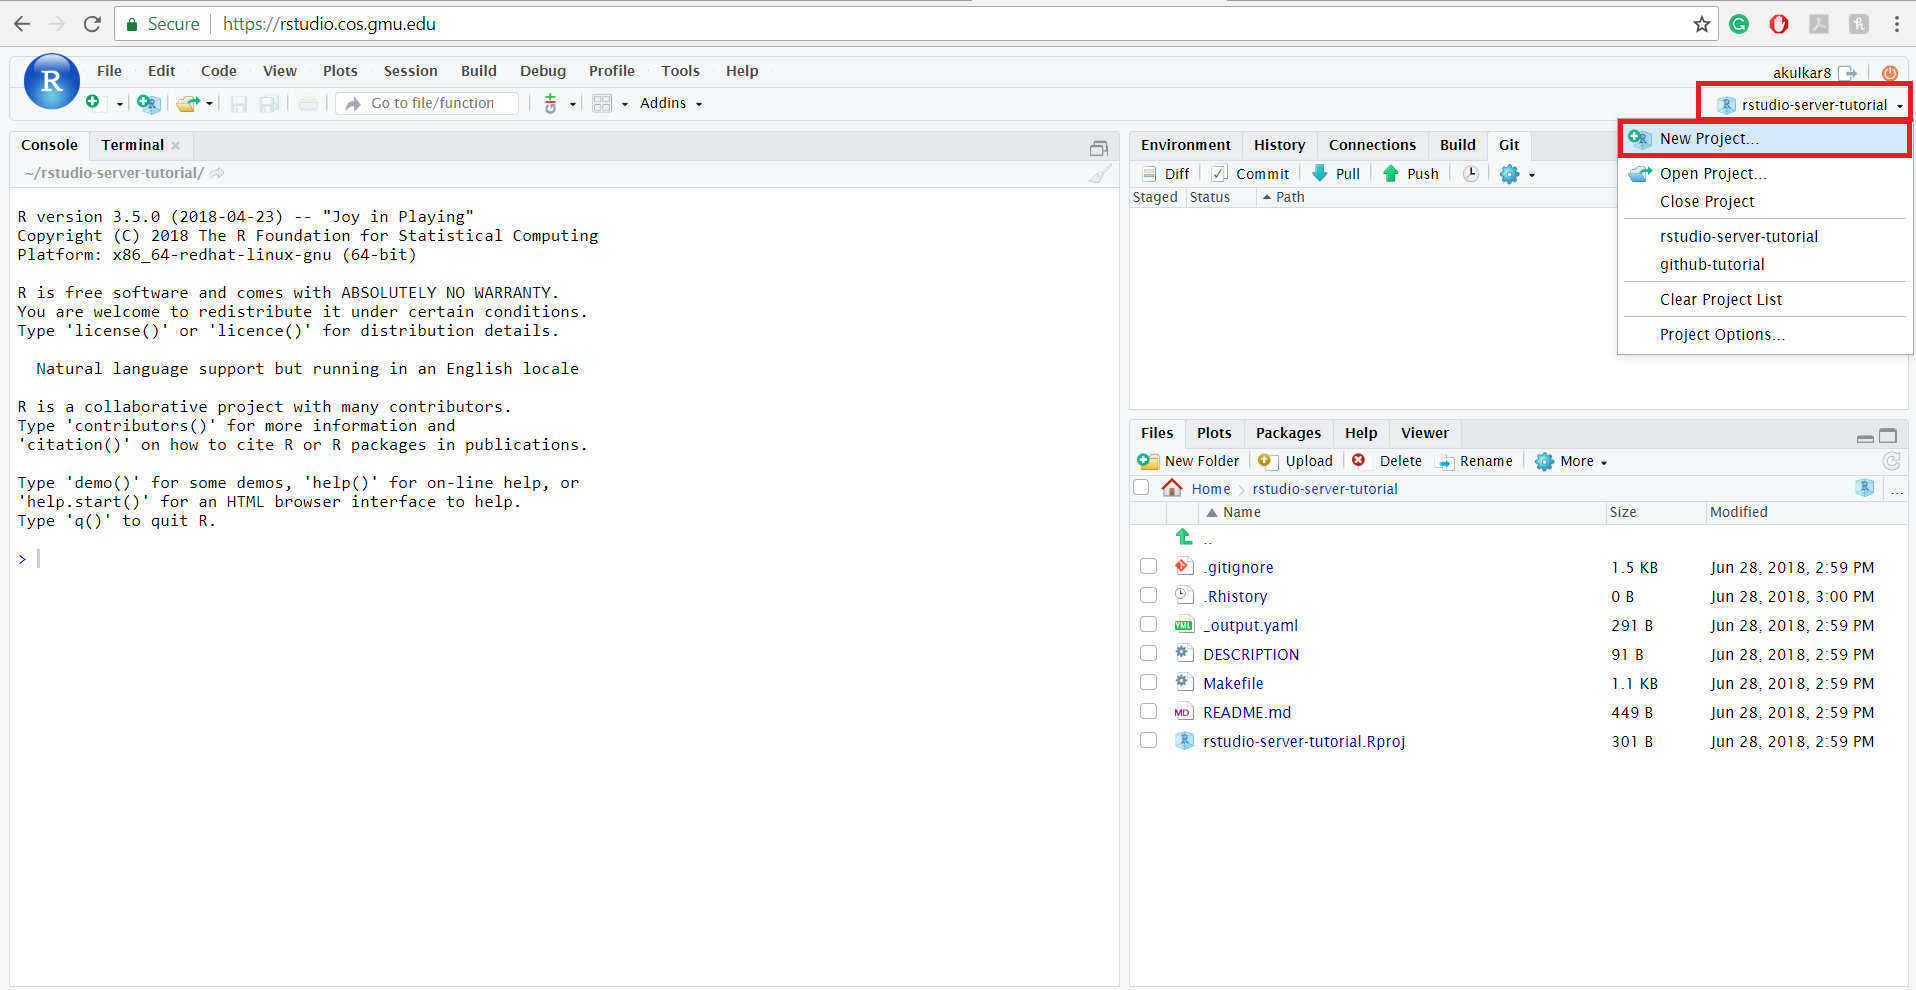 Secure https://rstudio.cos.gmu.edu
R File Edit Code View Plots Session Build Debug Profile Tools Help akulkar8
Go to file/function Addins rstudio-server-tutorial
New Project...
Open Project...
Close Project
rstudio-server-tutorial
github-tutorial
Clear Project List
Project Options...
Console Terminal
~/rstudio-server-tutorial/
R version 3.5.0 (2018-04-23) -- "Joy in Playing"
Copyright (C) 2018 The R Foundation for Statistical Computing
Platform: x86_64-redhat-linux-gnu (64-bit)
R is free software and comes with ABSOLUTELY NO WARRANTY.
You are welcome to redistribute it under certain conditions.
Type 'license()' or 'licence()' for distribution details.
Natural language support but running in an English locale
R is a collaborative project with many contributors.
Type 'contributors()' for more information and
'citation()' on how to cite R or R packages in publications.
Type 'demo()' for some demos, 'help()' for on-line help, or
'help.start()' for an HTML browser interface to help.
Type 'q()' to quit R.
>
Environment History Connections Build Git
Diff Commit Pull Push
Staged Status Path
Files Plots Packages Help Viewer
New Folder Upload Delete Rename More
Home rstudio-server-tutorial ...
Name Size Modified
..
.gitignore 1.5 KB Jun 28, 2018, 2:59 PM
.Rhistory 0 B Jun 28, 2018, 3:00 PM
_output.yaml 291 B Jun 28, 2018, 2:59 PM
DESCRIPTION 91 B Jun 28, 2018, 2:59 PM
Makefile 1.1 KB Jun 28, 2018, 2:59 PM
README.md 449 B Jun 28, 2018, 2:59 PM
rstudio-server-tutorial.Rproj 301 B Jun 28, 2018, 2:59 PM